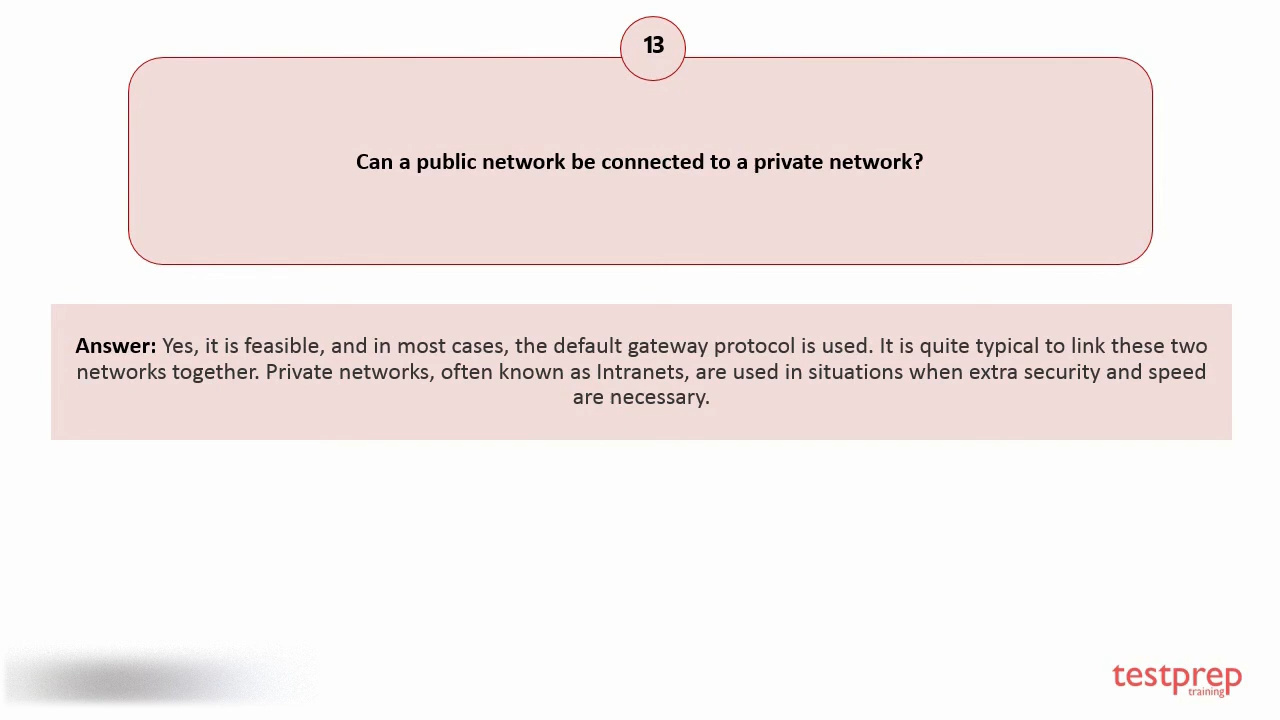 13
Can a public network be connected to a private network?
Answer: Yes, it is feasible, and in most cases, the default gateway protocol is used. It is quite typical to link these two
networks together. Private networks, often known as Intranets, are used in situations when extra security and speed
are necessary.
testprep
training